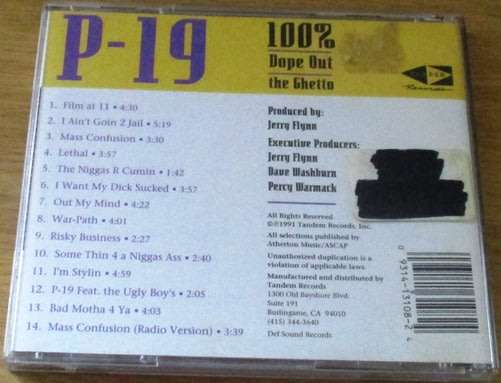 P-19
100%
Dope Out
the Ghetto
Records
1. Film at 11 • 4:30
2. I Ain't Goin 2 Jail • 5:19
3. Mass Confusion • 3:30
4. Lethal • 3:57
5. The Niggas R Cumin • 1:42
6. I Want My Dick Sucked • 3:57
7. Out My Mind • 4:22
8. War-Path • 4:01
9. Risky Business • 2:27
10. Some Thin 4 a Niggas Ass • 2:40
11. I'm Stylin • 4:59
12. P-19 Feat. the Ugly Boy's • 2:05
13. Bad Motha 4 Ya • 4:03
14. Mass Confusion (Radio Version) • 3:39
Produced by:
Jerry Flynn
Executive Producers:
Jerry Flynn
Dave Washburn
Percy Warmack
All Rights Reserved
©℗1991 Tandem Records, Inc.
All selections published by
Atherton Music/ASCAP
Unauthorized duplication is a
violation of applicable laws.
Manufactured and distributed by
Tandem Records
1300 Old Bayshore Blvd.
Suite 191
Burlingame, CA 94010
(415) 344-3640
Def Sound Records
0 9314-73108-2